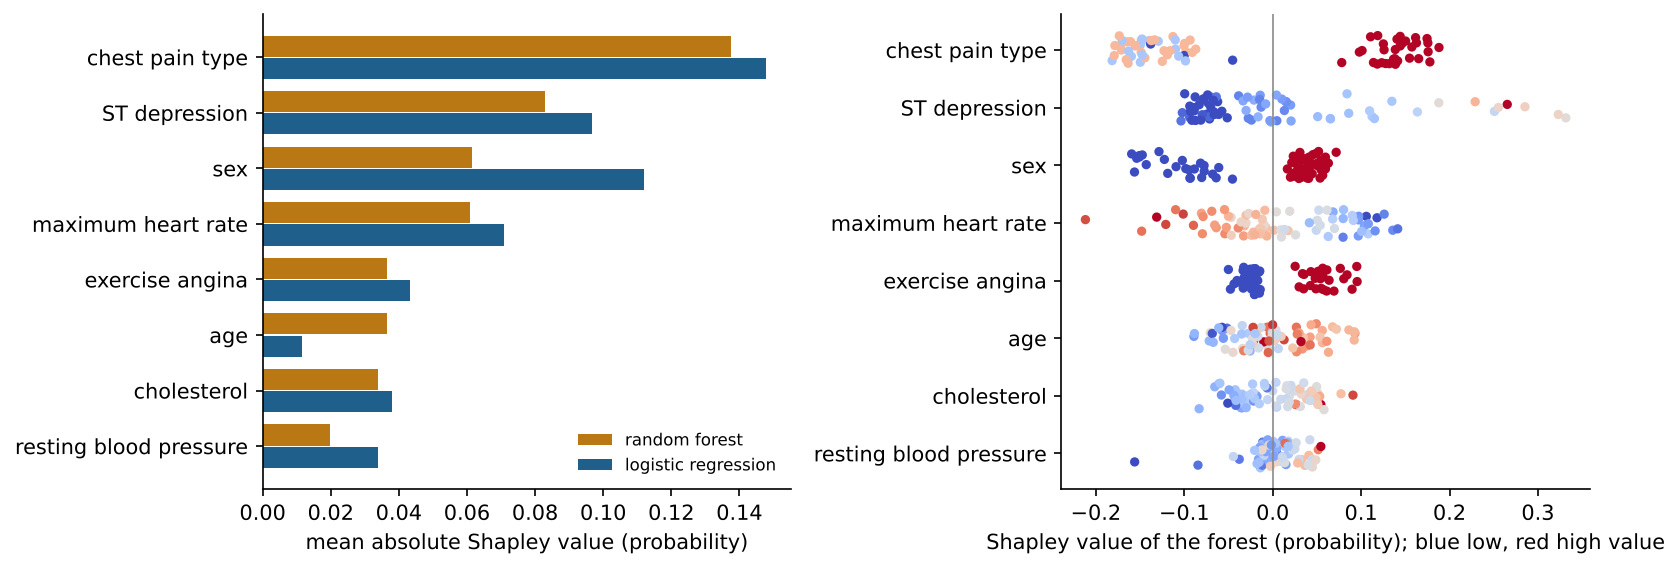 chest pain type
ST depression
sex
maximum heart rate
exercise angina
age
cholesterol
resting blood pressure
random forest
logistic regression
0.00 0.02 0.04 0.06 0.08 0.10 0.12 0.14
mean absolute Shapley value (probability)
chest pain type
ST depression
sex
maximum heart rate
exercise angina
age
cholesterol
resting blood pressure
−0.2 −0.1 0.0 0.1 0.2 0.3
Shapley value of the forest (probability); blue low, red high value